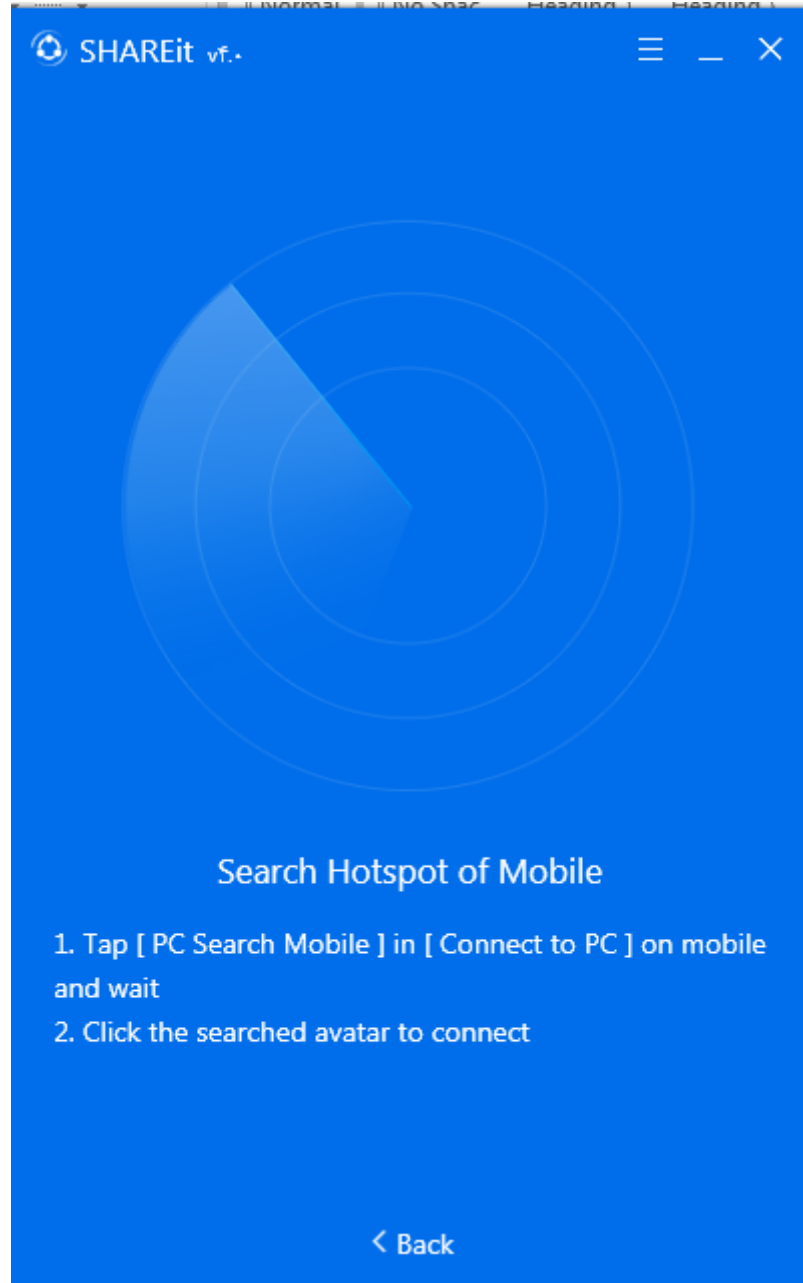 SHAREit
Search Hotspot of Mobile
1. Tap [ PC Search Mobile ] in [ Connect to PC ] on mobile
and wait
2. Click the searched avatar to connect
< Back